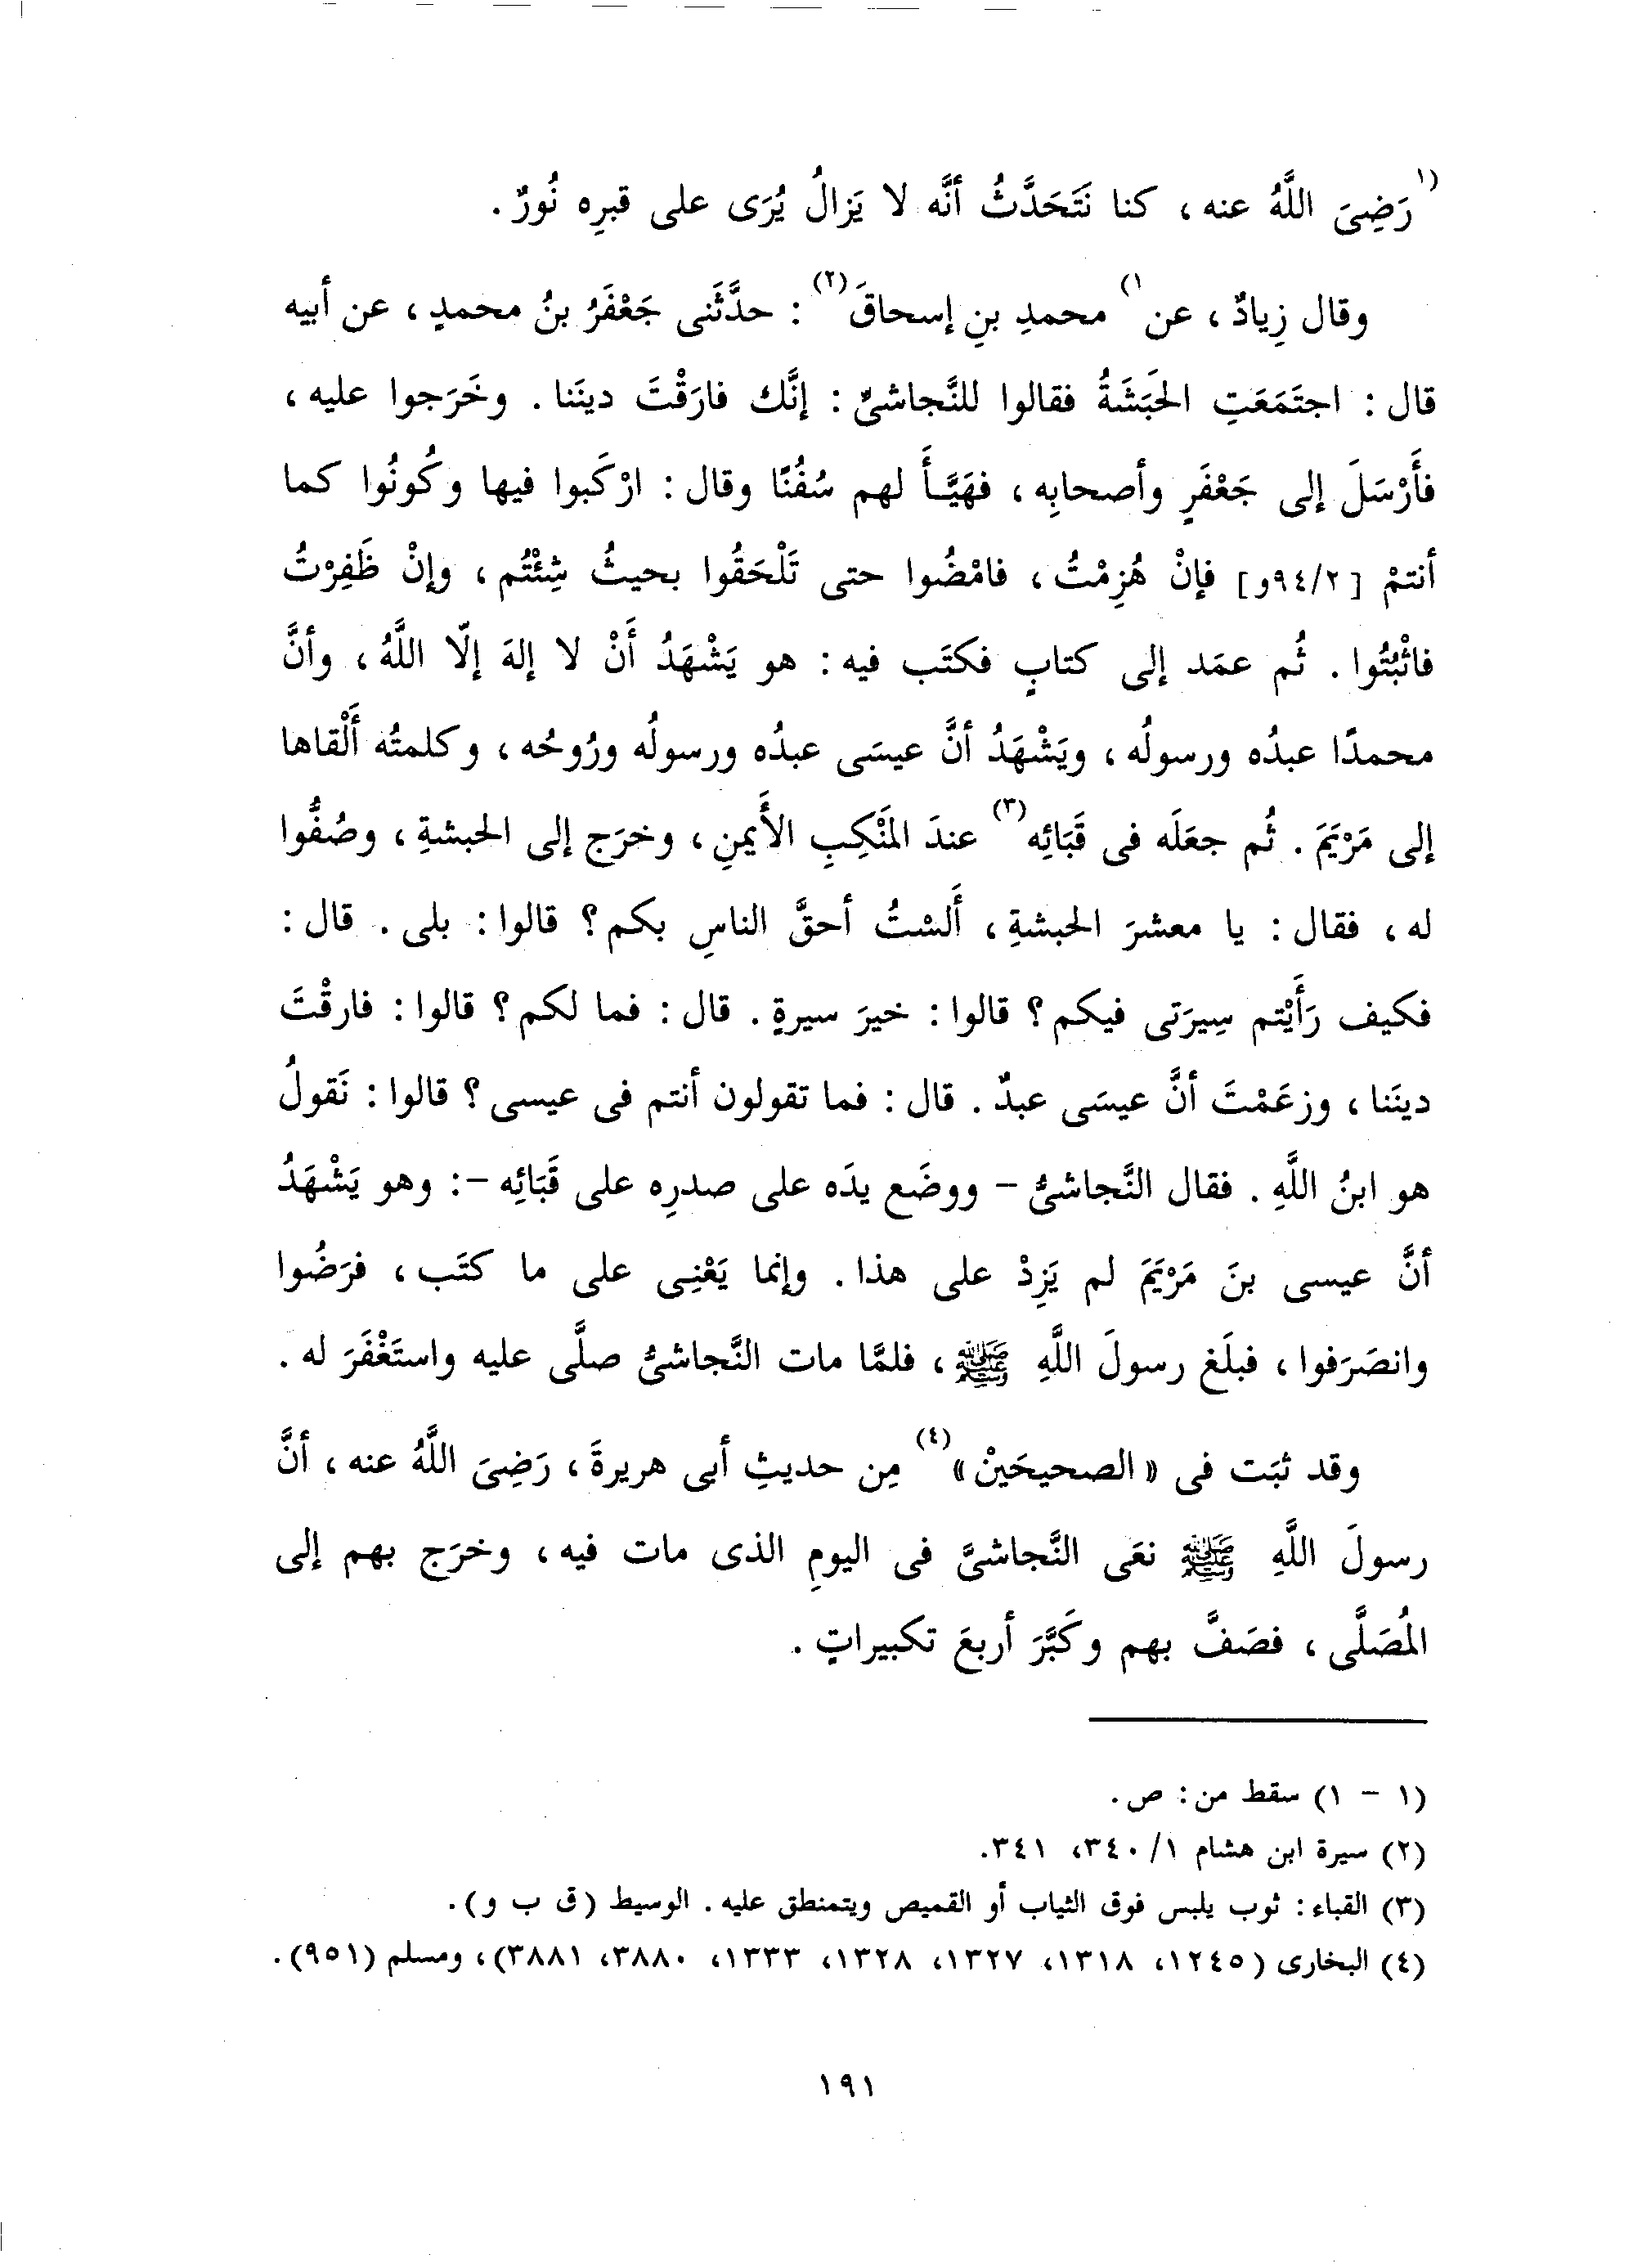 (١رَضِىَ اللَّهُ عنه، كنا نَتَحَدَّثُ أنَّه لا يَزالُ يُرَى على قبرِه نُورٌ.
وقال زِيادٌ، عن ١) محمدِ بنِ إسحاقَ (٢) : حدَّثَنى جَعْفَرُ بنُ محمدٍ، عن أبيه
قال : اجتَمَعَتِ الحَبَشَةُ فقالوا للنَّجاشىِّ : إنَّك فارَقْتَ دينَنا. وخَرَجوا عليه،
فأَرْسَلَ إلى جَعْفَرٍ وأصحابِه، فهَيَّأَ لهم سُفُنًا وقال : ارْكَبوا فيها وكُونُوا كما
أنتمْ [٩٤/٢و] فإنْ هُزِمْتُ، فامْضُوا حتى تَلْحَقُوا بحيثُ شِئْتُم، وإنْ ظَفِرْتُ
فاثْبُتُوا. ثُم عمَد إلى كتابٍ فكتَب فيه : هو يَشْهَدُ أَنْ لا إلهَ إلّا اللَّهُ، وأنَّ
محمدًا عبدُه ورسولُه، ويَشْهَدُ أنَّ عيسَى عبدُه ورسولُه ورُوحُه، وكلمتُه أَلْقاها
إلى مَرْيَمَ. ثُم جعَلَه فى قَبَائِه (٣) عندَ المَنْكِبِ الأَيمنِ، وخرَج إلى الحبشةِ، وصُفُّوا
له، فقال : يا معشرَ الحبشةِ، أَلسْتُ أحقَّ الناسِ بكم؟ قالوا : بلى. قال :
فكيف رَأَيْتم سِيرَتى فيكم؟ قالوا : خيرَ سيرةٍ. قال : فما لكم؟ قالوا : فارقْتَ
دينَنا، وزعَمْتَ أنَّ عيسَى عبدٌ. قال : فما تقولون أنتم فى عيسى؟ قالوا : نَقولُ
هو ابنُ اللَّهِ. فقال النَّجاشىُّ - ووضَع يدَه على صدرِه على قَبَائِه -: وهو يَشْهَدُ
أنَّ عيسى بنَ مَرْيَمَ لم يَزِدْ على هذا. وإنما يَعْنِى على ما كتَب، فرَضُوا
وانصَرَفوا، فبلَغ رسولَ اللَّهِ ﷺ، فلمَّا مات النَّجاشىُّ صلَّى عليه واستَغْفَرَ له.
وقد ثبَت فى «الصحيحَيْن» (٤) مِن حديثِ أبى هريرةَ، رَضِىَ اللَّهُ عنه، أنَّ
رسولَ اللَّهِ ﷺ نعَى النَّجاشىَّ فى اليومِ الذى مات فيه، وخرَج بهم إلى
المُصَلَّى، فصَفَّ بهم وكَبَّرَ أربعَ تكبيراتٍ.
(١ - ١) سقط من : ص.
(٢) سيرة ابن هشام ١/ ٣٤٠، ٣٤١.
(٣) القباء : ثوب يلبس فوق الثياب أو القميص ويتمنطق عليه. الوسيط (ق ب و).
(٤) البخارى (١٢٤٥، ١٣١٨، ١٣٢٧، ١٣٢٨، ١٣٣٣، ٣٨٨٠، ٣٨٨١)، ومسلم (٩٥١).
١٩١